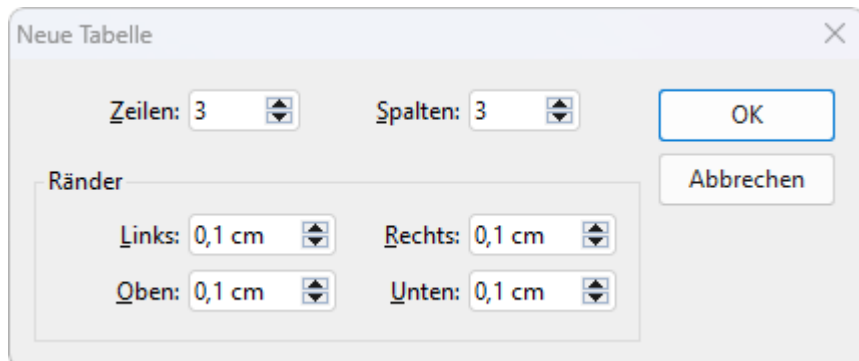 Neue Tabelle
Zeilen: 3 Spalten: 3 OK
Abbrechen
Ränder
Links: 0,1 cm Rechts: 0,1 cm
Oben: 0,1 cm Unten: 0,1 cm